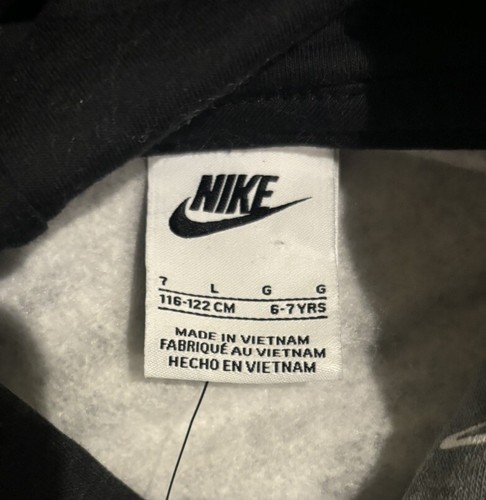 NIKE
7 L G G
116-122 CM 6-7 YRS
MADE IN VIETNAM
FABRIQUÉ AU VIETNAM
HECHO EN VIETNAM